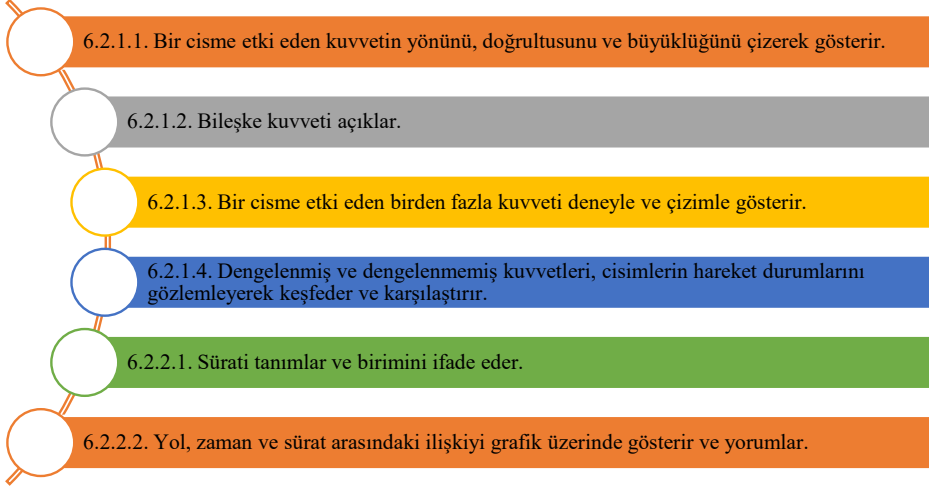 6.2.1.1. Bir cisme etki eden kuvvetin yönünü, doğrultusunu ve büyüklüğünü çizerek gösterir.
6.2.1.2. Bileşke kuvveti açıklar.
6.2.1.3. Bir cisme etki eden birden fazla kuvveti deneyle ve çizimle gösterir.
6.2.1.4. Dengelenmiş ve dengelenmemiş kuvvetleri, cisimlerin hareket durumlarını
gözlemleyerek keşfeder ve karşılaştırır.
6.2.2.1. Sürati tanımlar ve birimini ifade eder.
6.2.2.2. Yol, zaman ve sürat arasındaki ilişkiyi grafik üzerinde gösterir ve yorumlar.